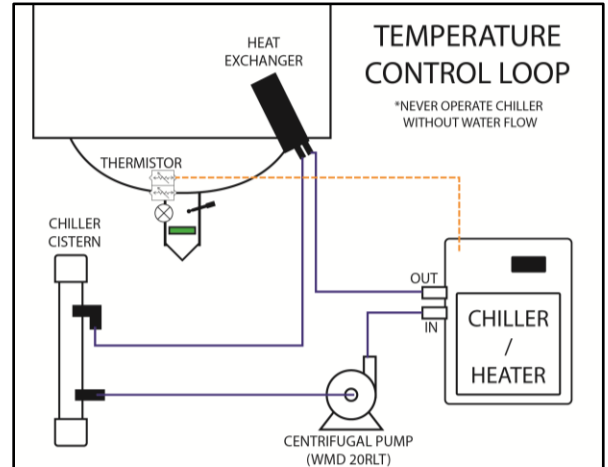 TEMPERATURE
CONTROL LOOP
*NEVER OPERATE CHILLER
WITHOUT WATER FLOW
HEAT
EXCHANGER
THERMISTOR
CHILLER
CISTERN
OUT
IN
CHILLER
/
HEATER
CENTRIFUGAL PUMP
(WMD 20RLT)